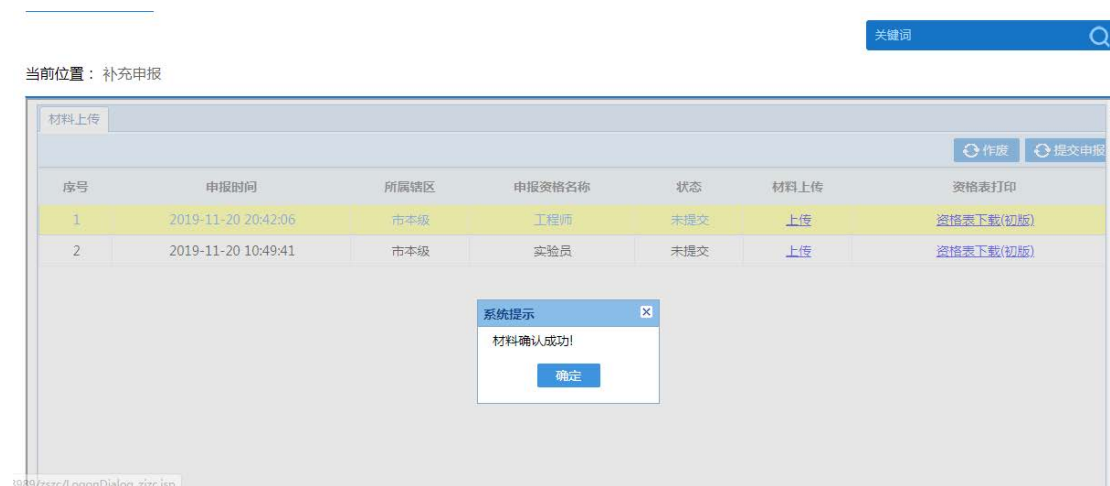 关键词
当前位置： 补充申报
材料上传
作废 提交申报
序号 申报时间 所属辖区 申报资格名称 状态 材料上传 资格表打印
1 2019-11-20 20:42:06 市本级 工程师 未提交 上传 资格表下载(初版)
2 2019-11-20 10:49:41 市本级 实验员 未提交 上传 资格表下载(初版)
系统提示
材料确认成功!
确定